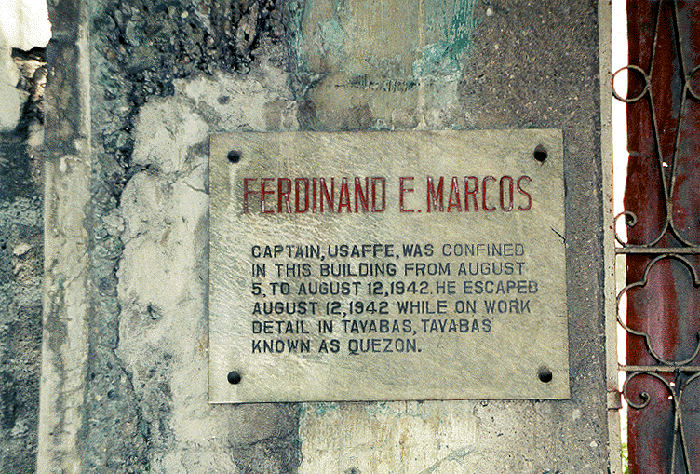 FERDINAND E. MARCOS
CAPTAIN, USAFFE, WAS CONFINED
IN THIS BUILDING FROM AUGUST
5, TO AUGUST 12, 1942. HE ESCAPED
AUGUST 12, 1942 WHILE ON WORK
DETAIL IN TAYABAS, TAYABAS
KNOWN AS QUEZON.